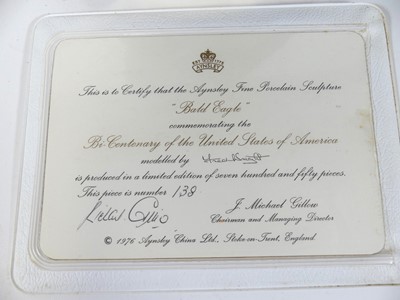 AYNSLEY
This is to Certify that the Aynsley Fine Porcelain Sculpture
"Bald Eagle"
commemorating the
Bi-Centenary of the United States of America
modelled by
is produced in a limited edition of seven hundred and fifty pieces.
This piece is number 138
J. Michael Gillow
Chairman and Managing Director
© 1976 Aynsley China Ltd., Stoke-on-Trent, England.